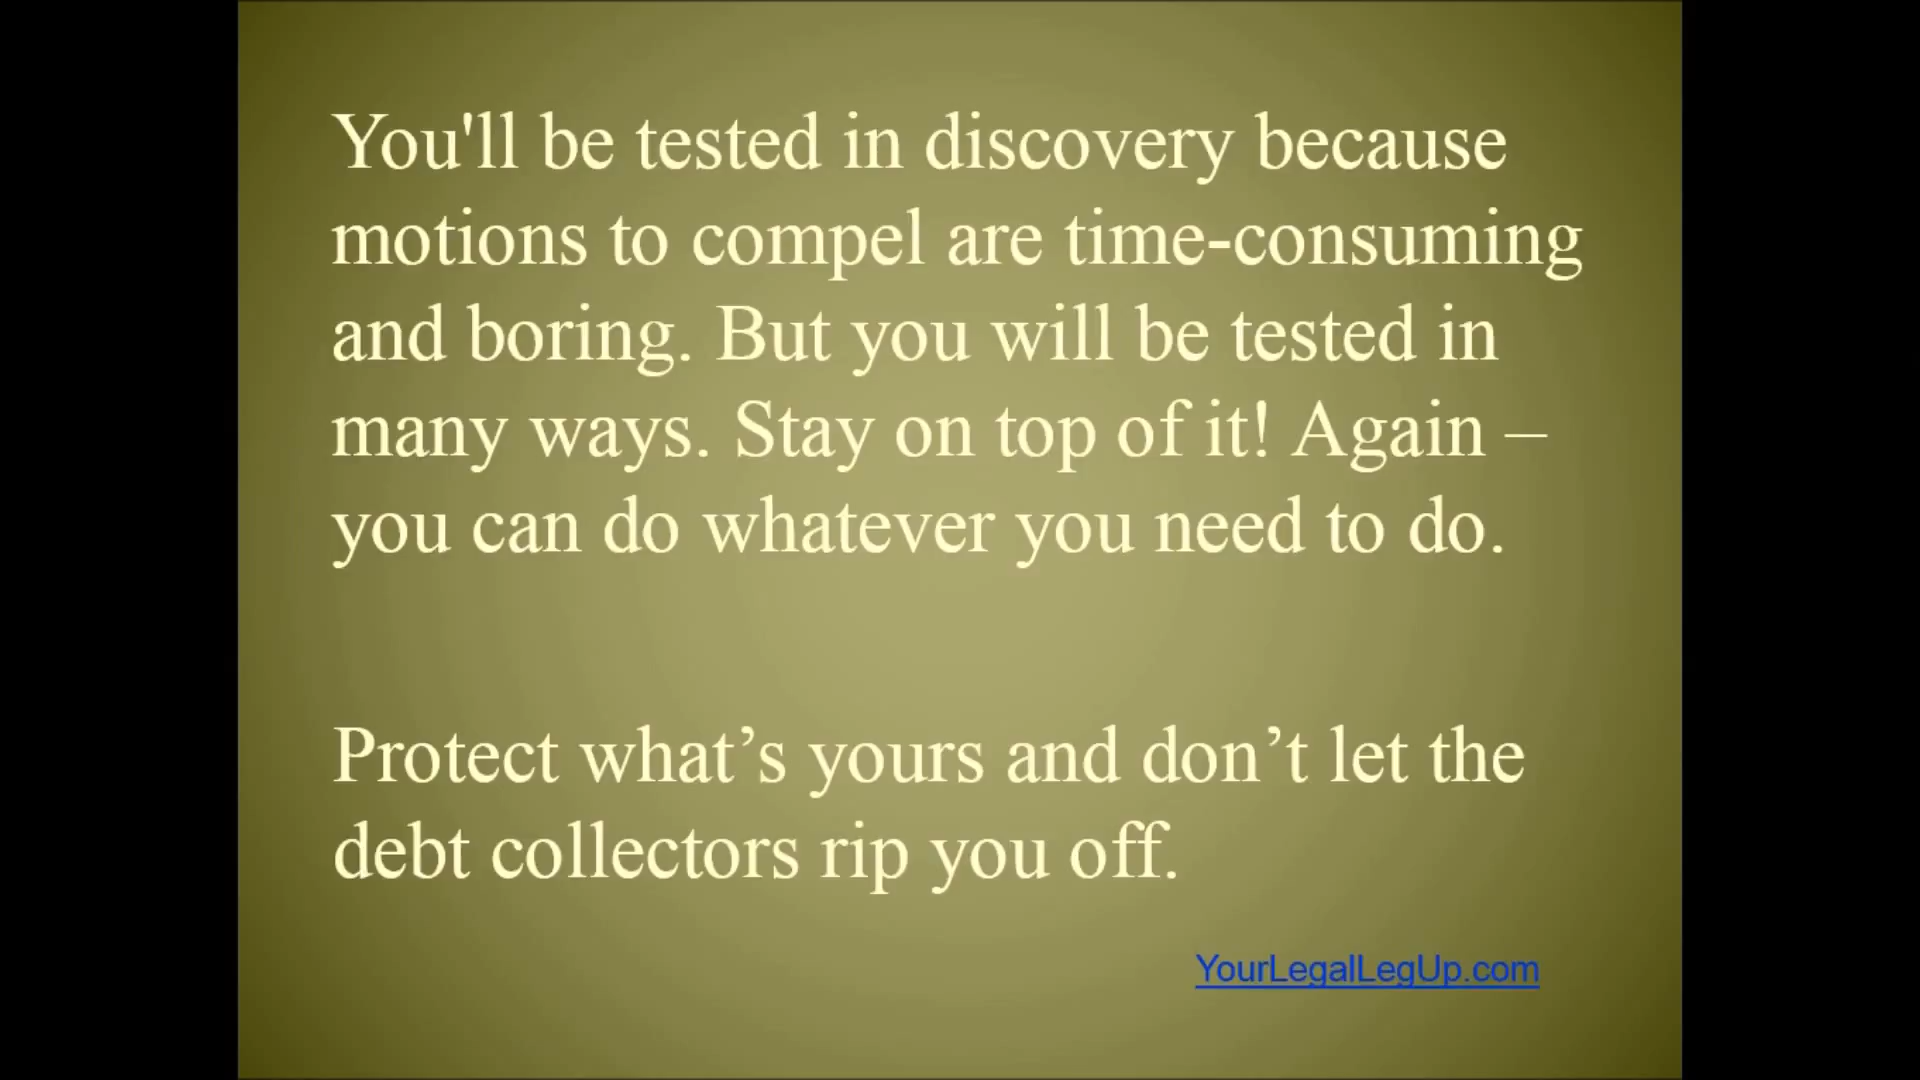 You'll be tested in discovery because
motions to compel are time-consuming
and boring. But you will be tested in
many ways. Stay on top of it! Again –
you can do whatever you need to do.
Protect what’s yours and don’t let the
debt collectors rip you off.
YourLegalLegUp.com